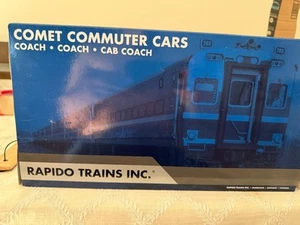 COMET COMMUTER CARS
COACH • COACH • CAB COACH
RAPIDO TRAINS INC.